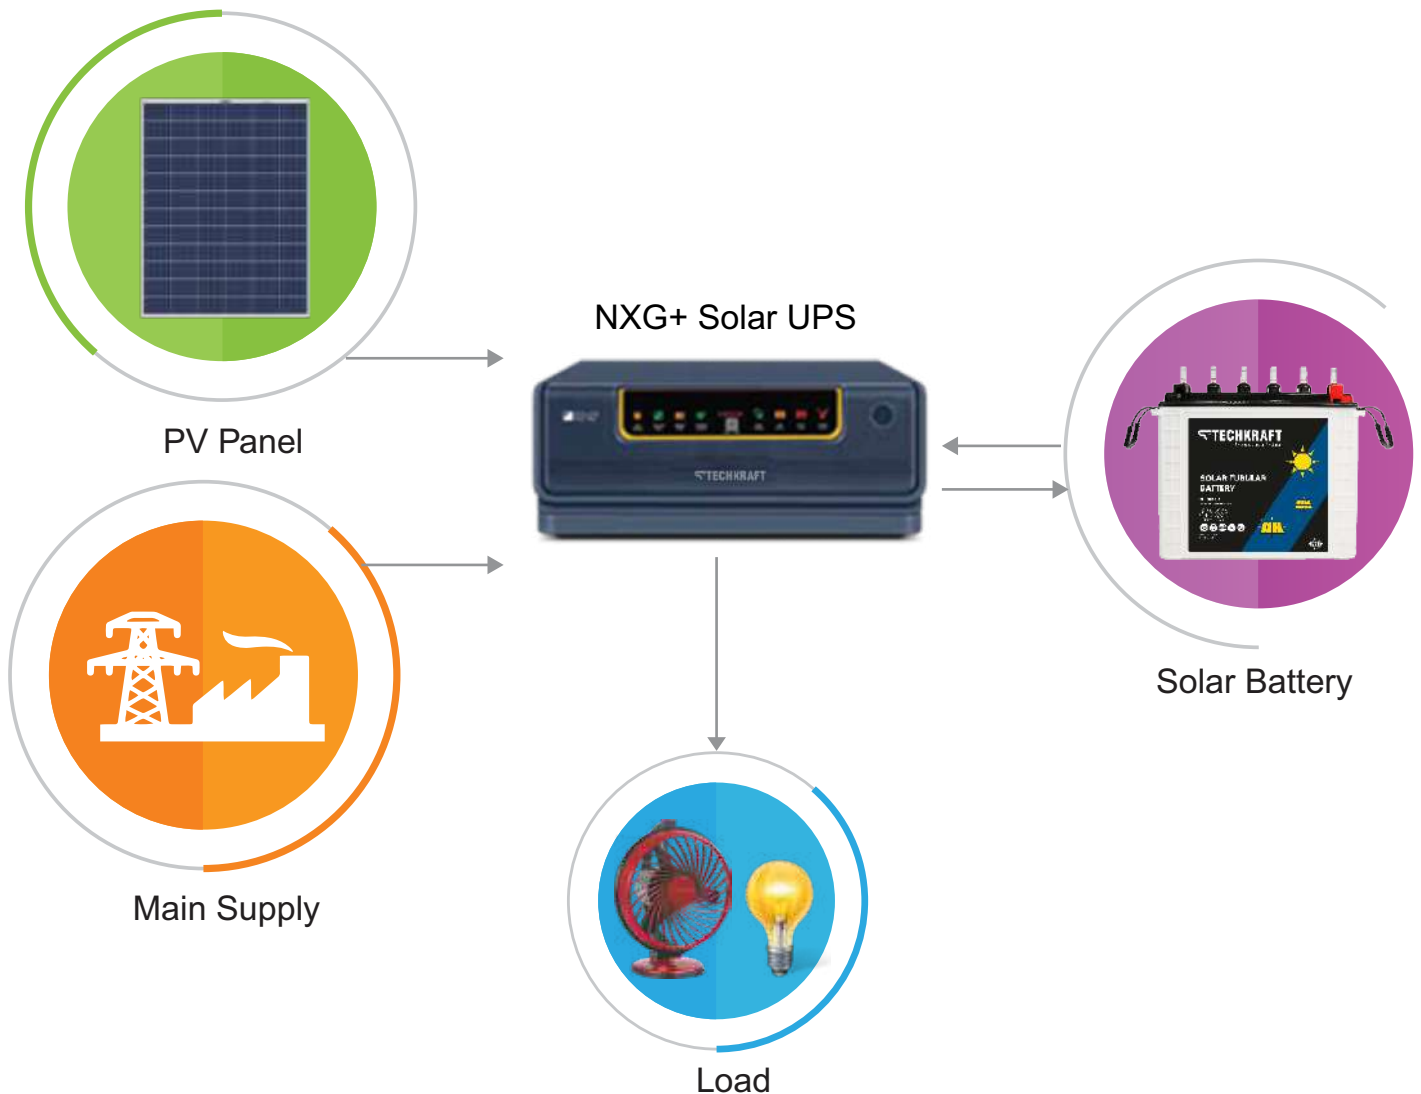 NXG+ Solar UPS
PV Panel
TECHKRAFT
TECHKRAFT
SOLAR TUBULAR
BATTERY
Solar Battery
Main Supply
Load